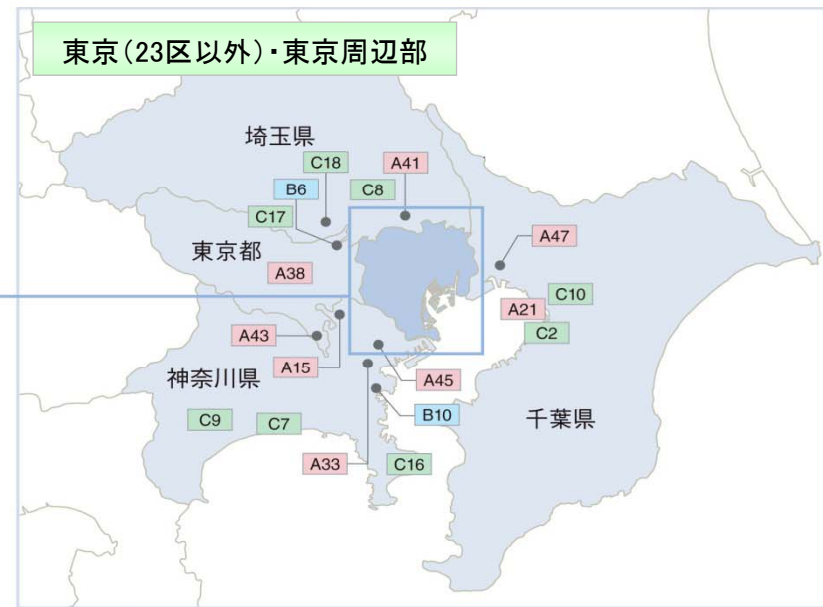 東京(23区以外)・東京周辺部
埼玉県
C18
A41
B6
C8
C17
東京都
A47
A38
C10
A21
A43
C2
A15
神奈川県
A45
B10
C9
C7
千葉県
A33
C16